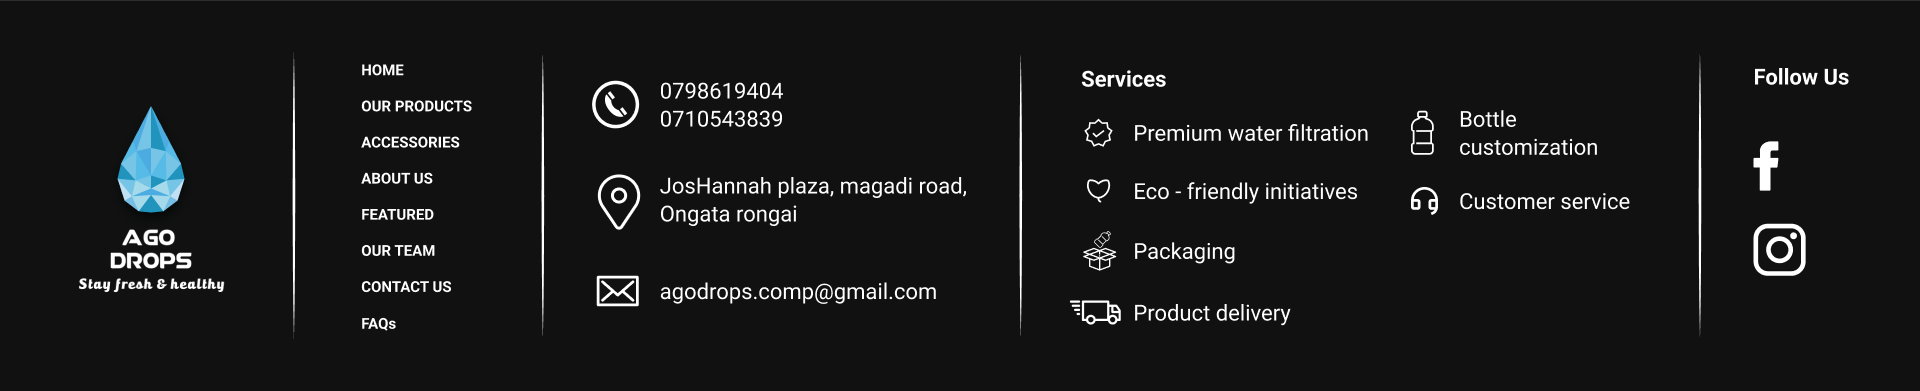 AGO
DROPS
Stay fresh & healthy
HOME
OUR PRODUCTS
ACCESSORIES
ABOUT US
FEATURED
OUR TEAM
CONTACT US
FAQs
0798619404
0710543839
JosHannah plaza, magadi road,
Ongata rongai
agodrops.comp@gmail.com
Services
Premium water filtration
Eco - friendly initiatives
Packaging
Product delivery
Bottle
customization
Customer service
Follow Us